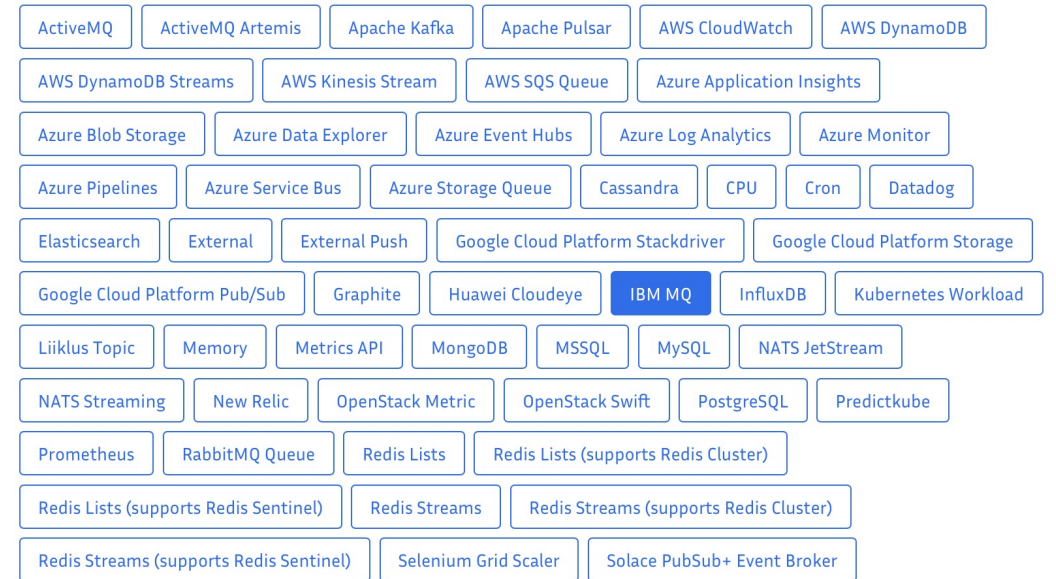 ActiveMQ ActiveMQ Artemis Apache Kafka Apache Pulsar AWS CloudWatch AWS DynamoDB
AWS DynamoDB Streams AWS Kinesis Stream AWS SQS Queue Azure Application Insights
Azure Blob Storage Azure Data Explorer Azure Event Hubs Azure Log Analytics Azure Monitor
Azure Pipelines Azure Service Bus Azure Storage Queue Cassandra CPU Cron Datadog
Elasticsearch External External Push Google Cloud Platform Stackdriver Google Cloud Platform Storage
Google Cloud Platform Pub/Sub Graphite Huawei Cloudeye IBM MQ InfluxDB Kubernetes Workload
Liiklus Topic Memory Metrics API MongoDB MSSQL MySQL NATS JetStream
NATS Streaming New Relic OpenStack Metric OpenStack Swift PostgreSQL Predictkube
Prometheus RabbitMQ Queue Redis Lists Redis Lists (supports Redis Cluster)
Redis Lists (supports Redis Sentinel) Redis Streams Redis Streams (supports Redis Cluster)
Redis Streams (supports Redis Sentinel) Selenium Grid Scaler Solace PubSub+ Event Broker